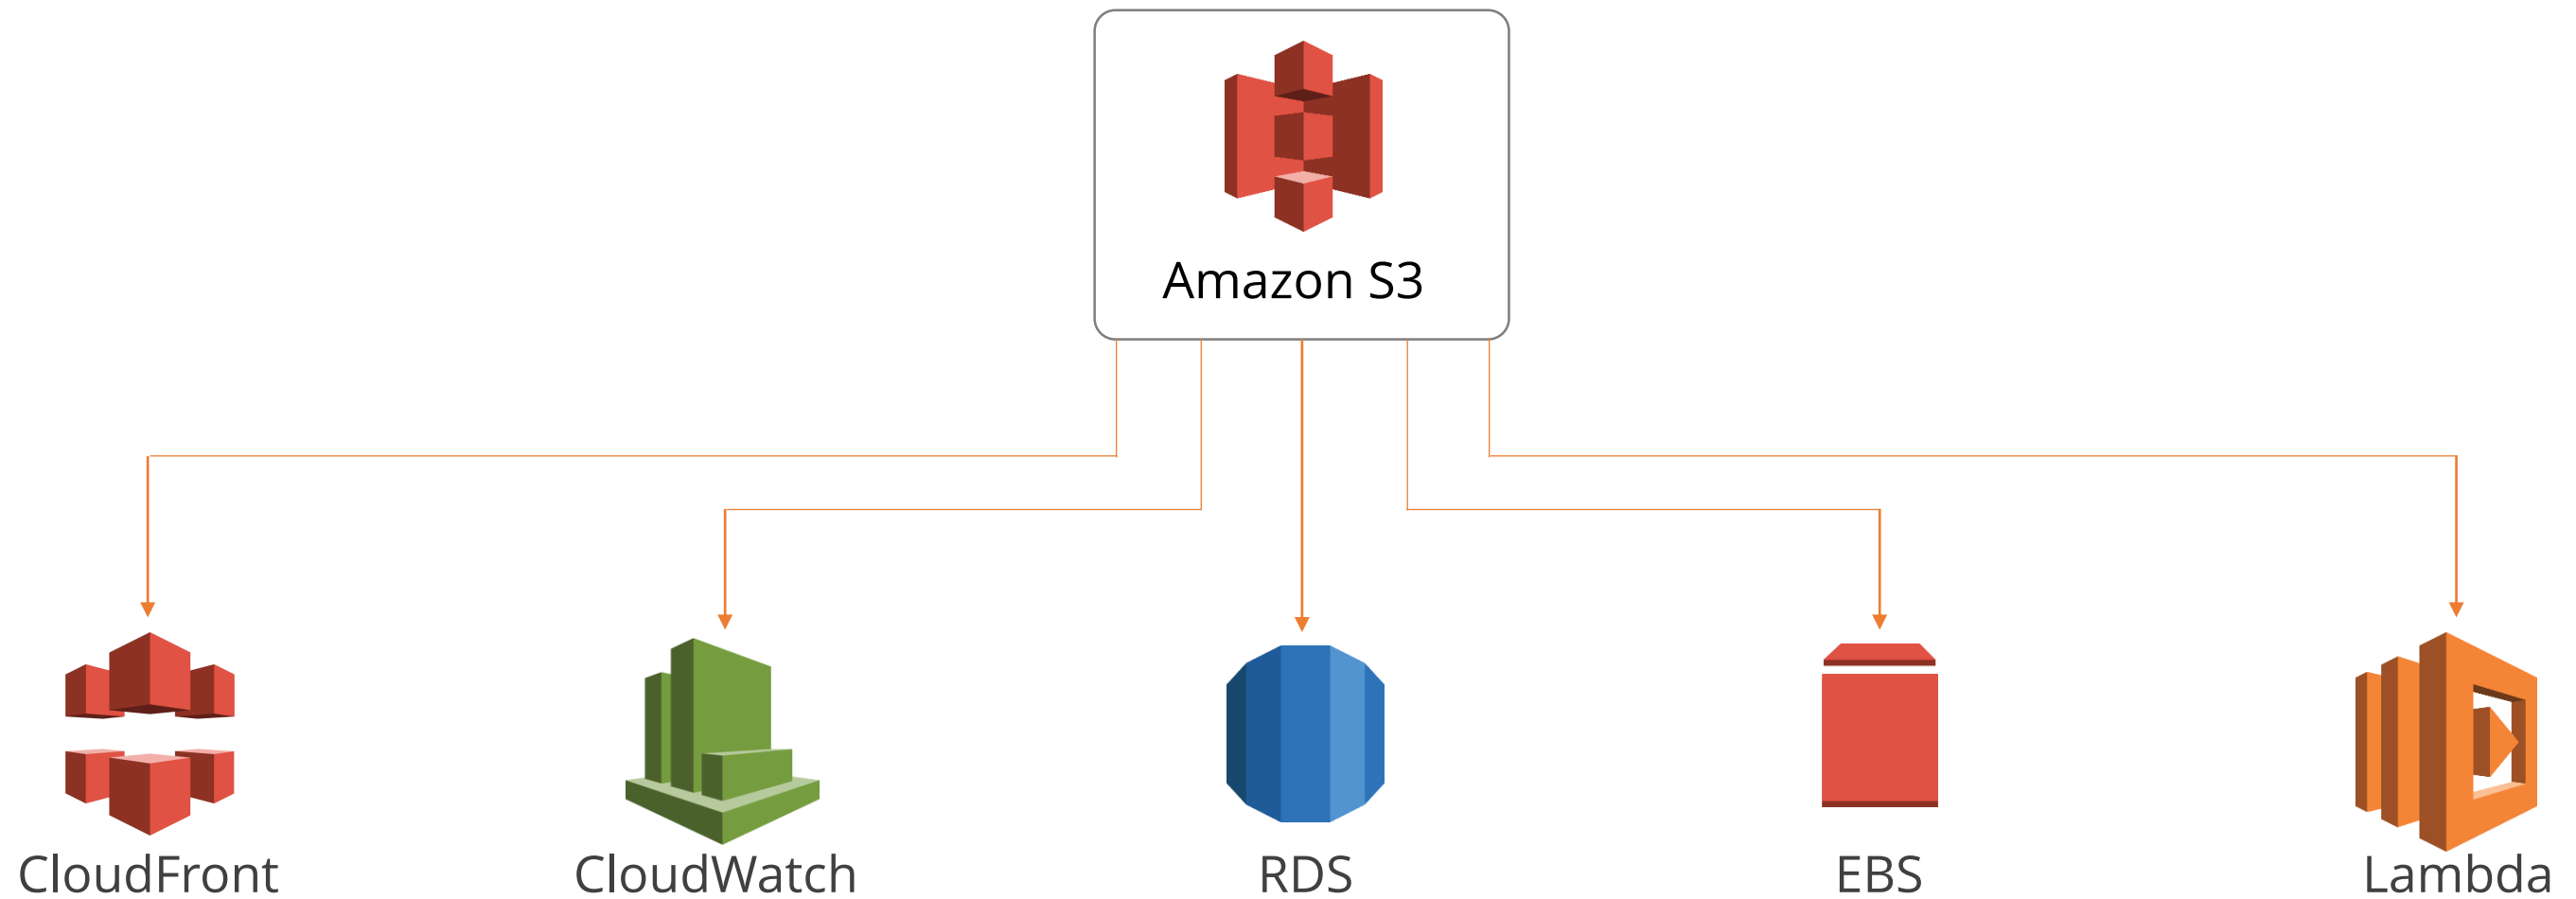 Amazon S3
CloudFront
CloudWatch
RDS
EBS
Lambda